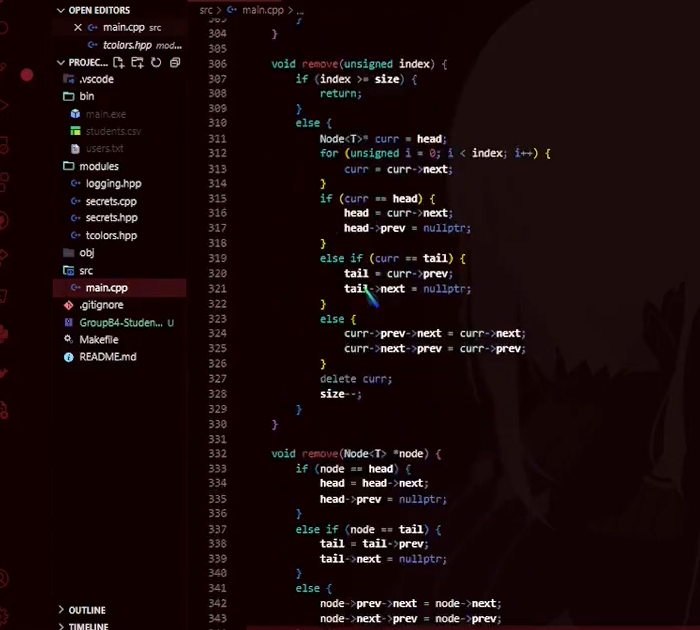 OPEN EDITORS
main.cpp src
tcolors.hpp mod...
PROJEC...
.vscode
bin
main.exe
students.csv
users.txt
modules
logging.hpp
secrets.cpp
secrets.hpp
tcolors.hpp
obj
src
main.cpp
.gitignore
GroupB4-Studen... U
Makefile
README.md
OUTLINE
TIMELINE
src > main.cpp > ...
303 }
304 }
305
306 void remove(unsigned index) {
307 if (index >= size) {
308 return;
309 }
310 else {
311 Node<T>* curr = head;
312 for (unsigned i = 0; i < index; i++) {
313 curr = curr->next;
314 }
315 if (curr == head) {
316 head = curr->next;
317 head->prev = nullptr;
318 }
319 else if (curr == tail) {
320 tail = curr->prev;
321 tail->next = nullptr;
322 }
323 else {
324 curr->prev->next = curr->next;
325 curr->next->prev = curr->prev;
326 }
327 delete curr;
328 size--;
329 }
330 }
331
332 void remove(Node<T> *node) {
333 if (node == head) {
334 head = head->next;
335 head->prev = nullptr;
336 }
337 else if (node == tail) {
338 tail = tail->prev;
339 tail->next = nullptr;
340 }
341 else {
342 node->prev->next = node->next;
343 node->next->prev = node->prev;